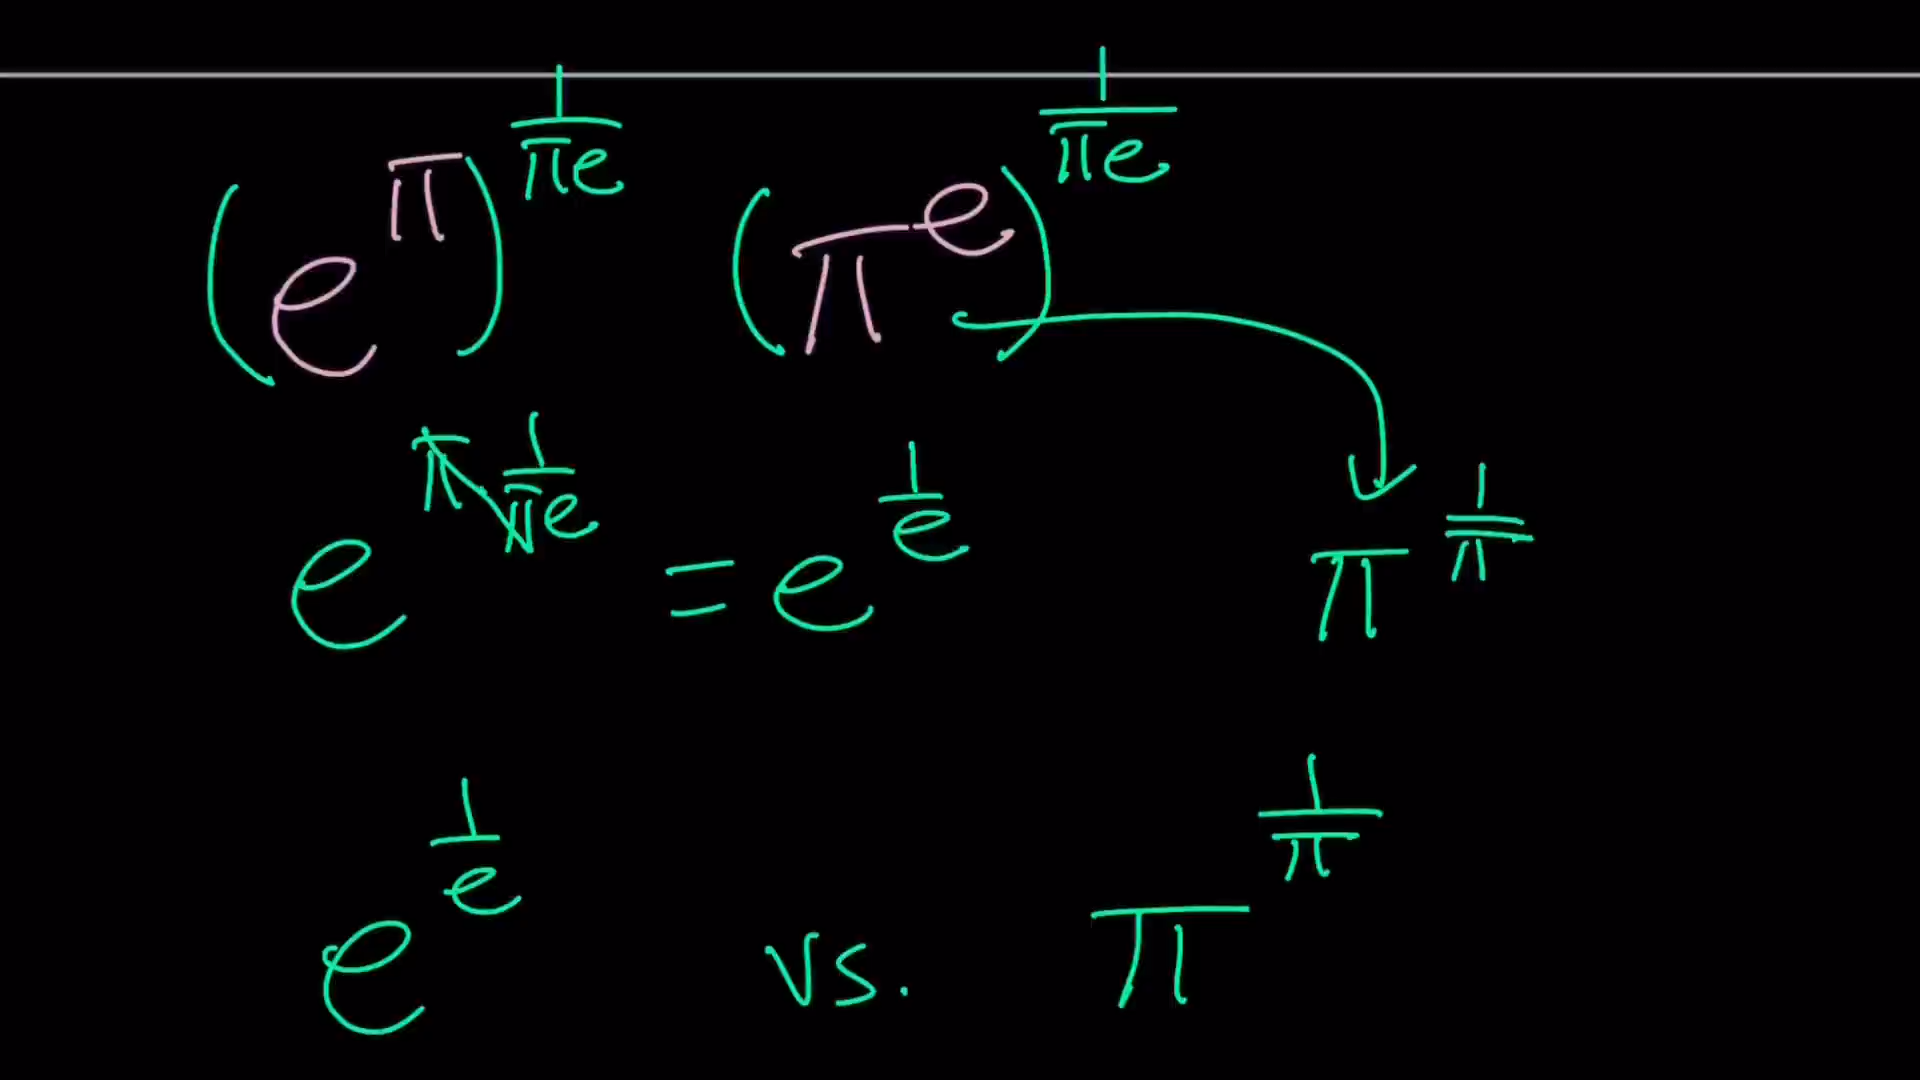 (e^π)^(1/πe) (π^e)^(1/πe)
e^(π 1/πe) = e^(1/e) π^(1/π)
e^(1/e) vs. π^(1/π)